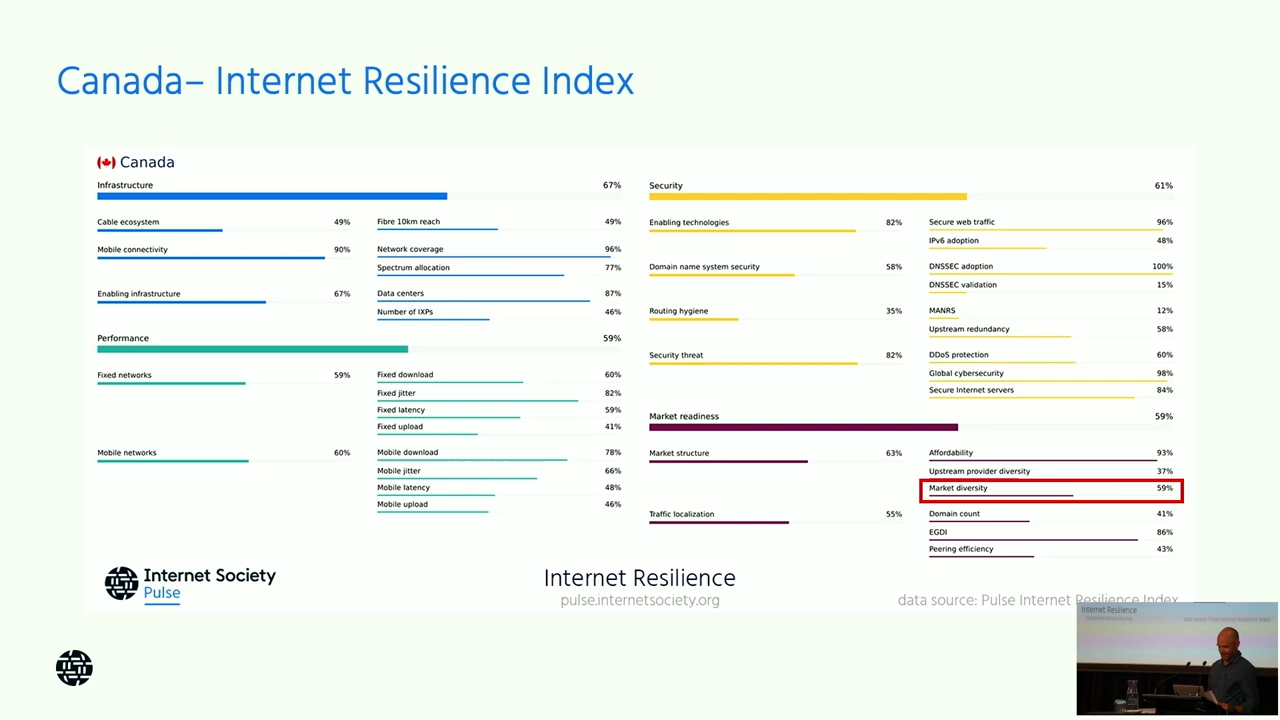 Canada– Internet Resilience Index
Canada
Infrastructure 67%
Cable ecosystem 49%
Fibre 10km reach 49%
Mobile connectivity 90%
Network coverage 96%
Spectrum allocation 77%
Enabling infrastructure 67%
Data centers 87%
Number of IXPs 46%
Performance 59%
Fixed networks 59%
Fixed download 60%
Fixed jitter 82%
Fixed latency 59%
Fixed upload 41%
Mobile networks 60%
Mobile download 78%
Mobile jitter 66%
Mobile latency 48%
Mobile upload 46%
Security 61%
Enabling technologies 82%
Secure web traffic 96%
IPv6 adoption 48%
Domain name system security 58%
DNSSEC adoption 100%
DNSSEC validation 15%
Routing hygiene 35%
MANRS 12%
Upstream redundancy 58%
Security threat 82%
DDoS protection 60%
Global cybersecurity 98%
Secure Internet servers 84%
Market readiness 59%
Market structure 63%
Affordability 93%
Upstream provider diversity 37%
Market diversity 59%
Traffic localization 55%
Domain count 41%
EGDI 86%
Peering efficiency 43%
Internet Society
Pulse
Internet Resilience
pulse.internetsociety.org
data source: Pulse Internet Resilience Index
Internet Resilience